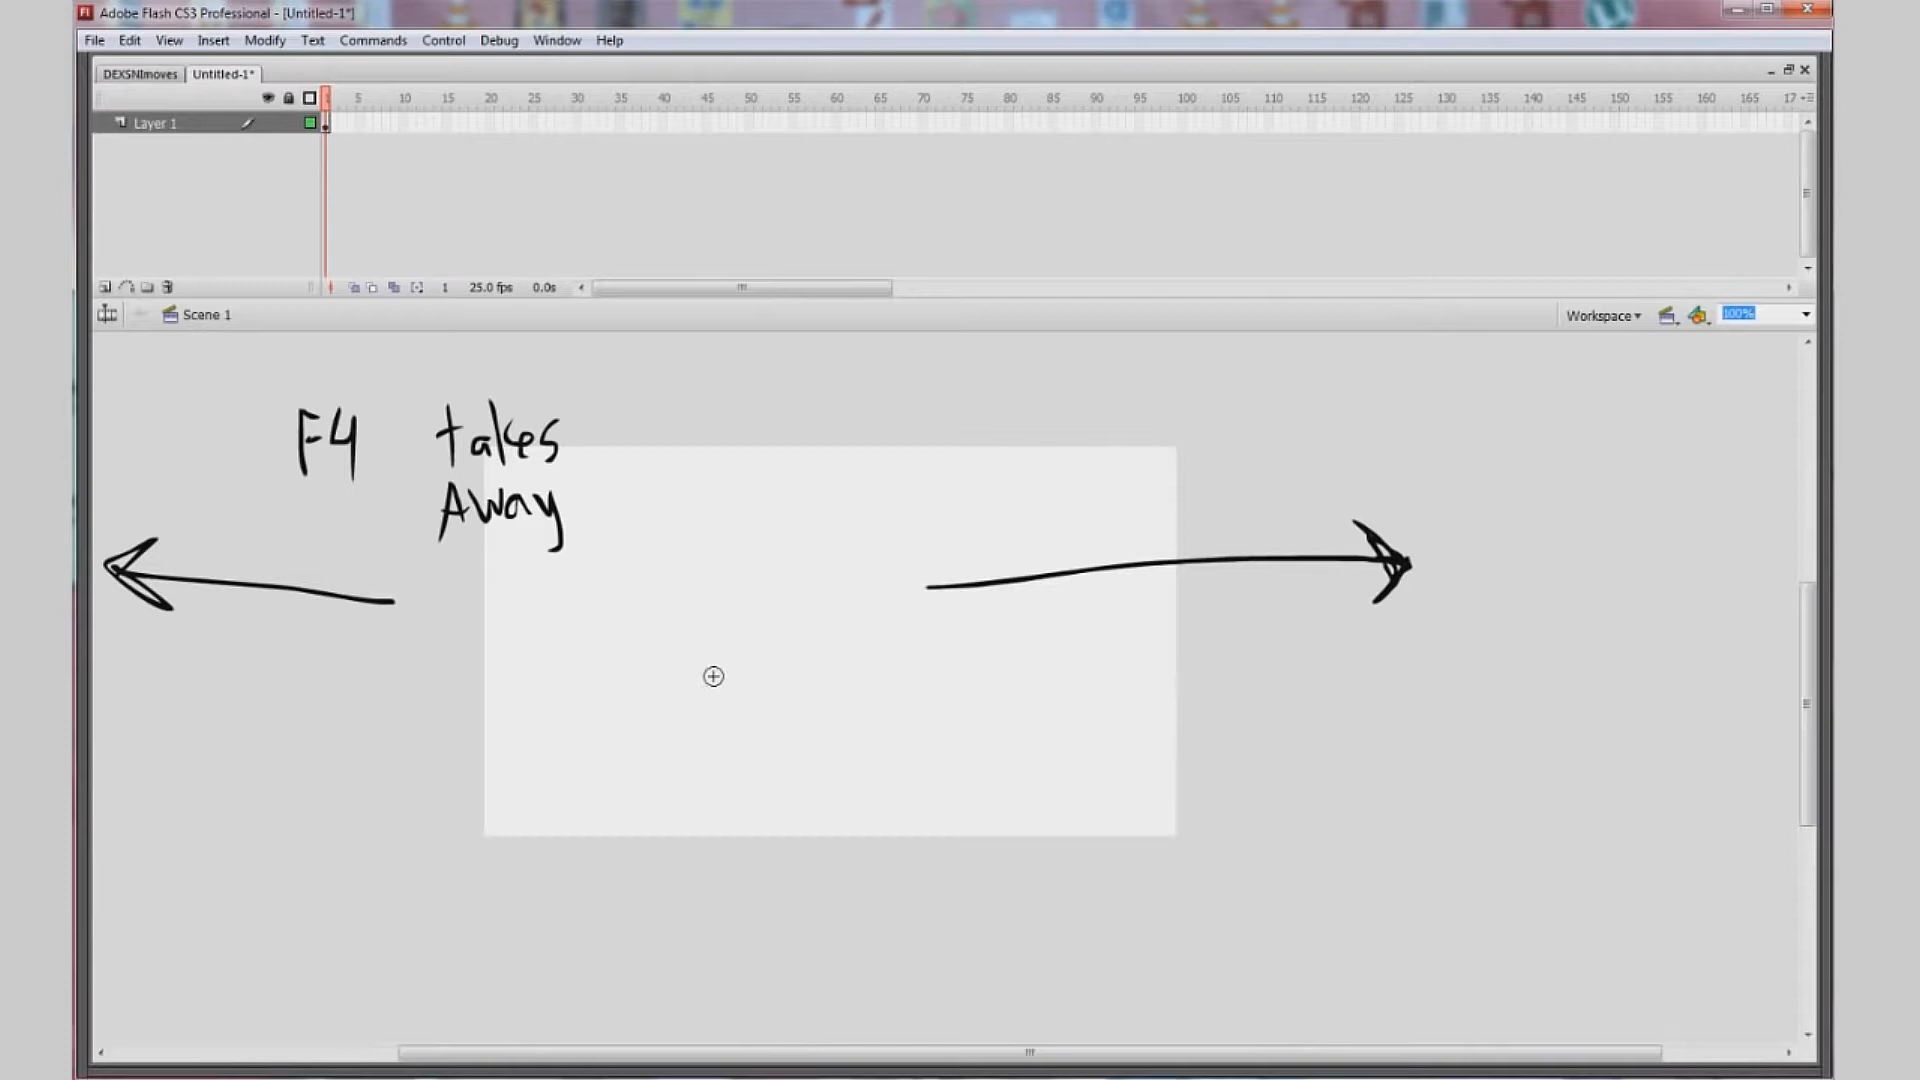 Adobe Flash CS3 Professional - [Untitled-1*]
File Edit View Insert Modify Text Commands Control Debug Window Help
DEXSNImoves Untitled-1*
1 5 10 15 20 25 30 35 40 45 50 55 60 65 70 75 80 85 90 95 100 105 110 115 120 125 130 135 140 145 150 155 160 165 17
Layer 1
1 25.0 fps 0.0s
Scene 1 Workspace 100%
F4 takes
Away